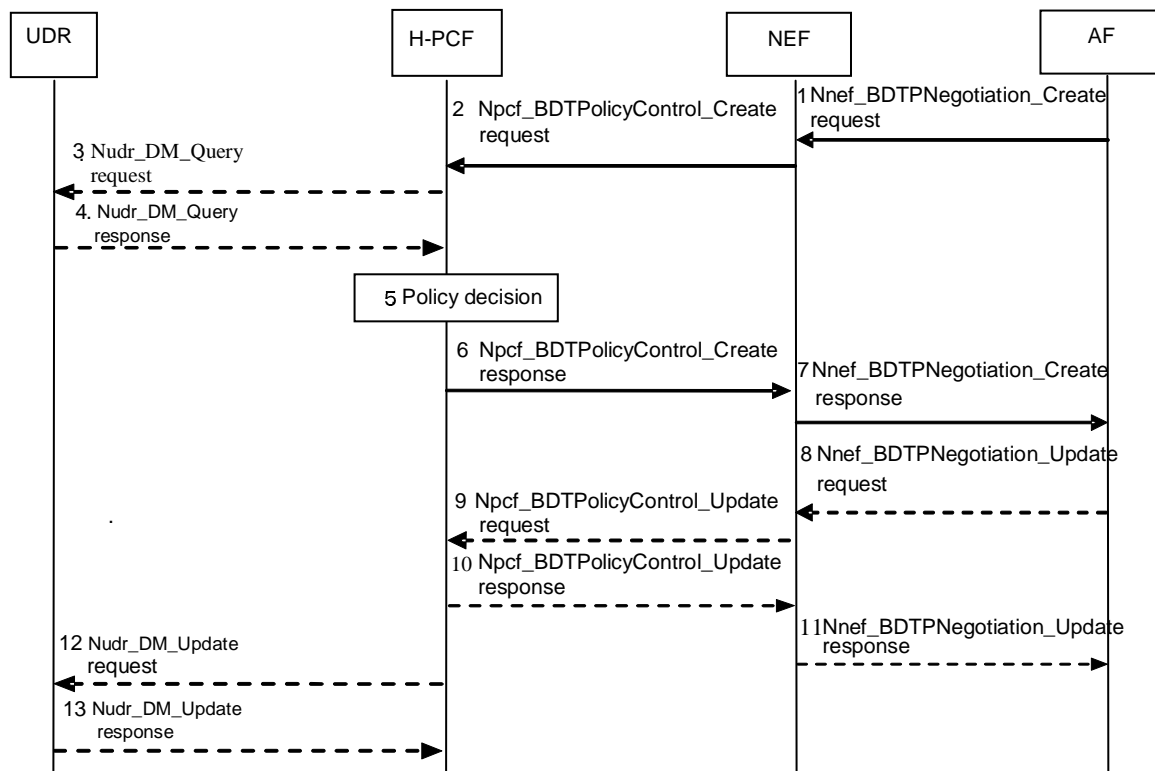 UDR
H-PCF
NEF
AF
1 Nnef_BDTPNegotiation_Create
request
2 Npcf_BDTPolicyControl_Create
request
3. Nudr_DM_Query
request
4. Nudr_DM_Query
response
5 Policy decision
6 Npcf_BDTPolicyControl_Create
response
7 Nnef_BDTPNegotiation_Create
response
8 Nnef_BDTPNegotiation_Update
request
9 Npcf_BDTPolicyControl_Update
request
.
10 Npcf_BDTPolicyControl_Update
response
11 Nnef_BDTPNegotiation_Update
response
12 Nudr_DM_Update
request
13 Nudr_DM_Update
response